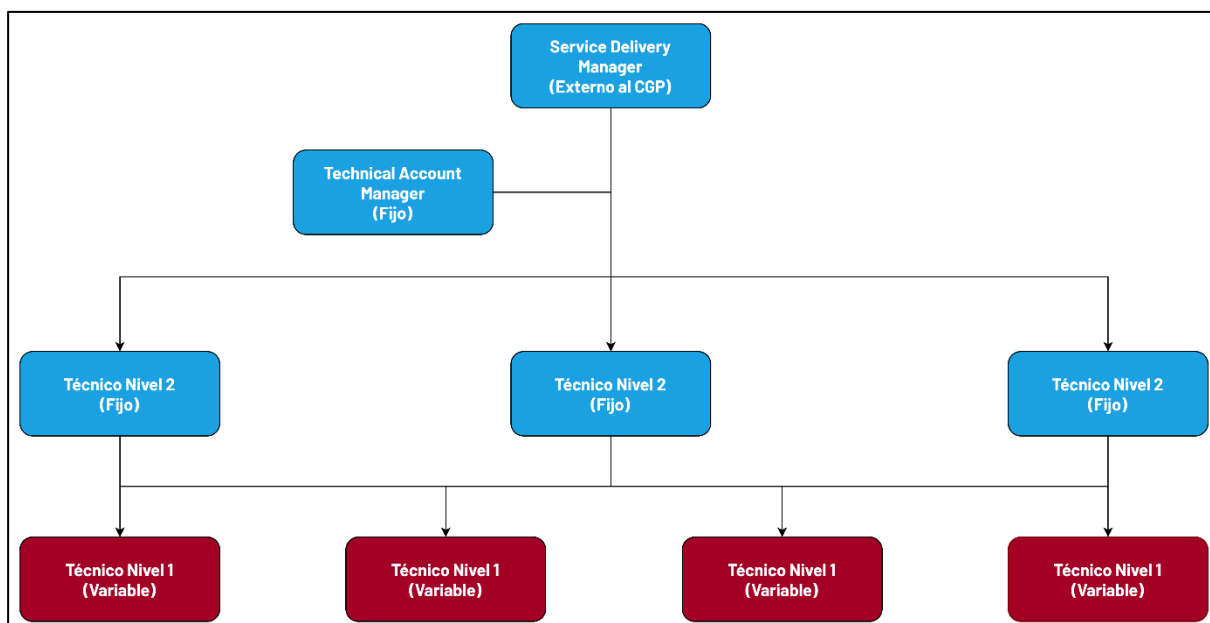 Service Delivery
Manager
(Externo al CGP)
Technical Account
Manager
(Fijo)
Técnico Nivel 2
(Fijo)
Técnico Nivel 2
(Fijo)
Técnico Nivel 2
(Fijo)
Técnico Nivel 1
(Variable)
Técnico Nivel 1
(Variable)
Técnico Nivel 1
(Variable)
Técnico Nivel 1
(Variable)